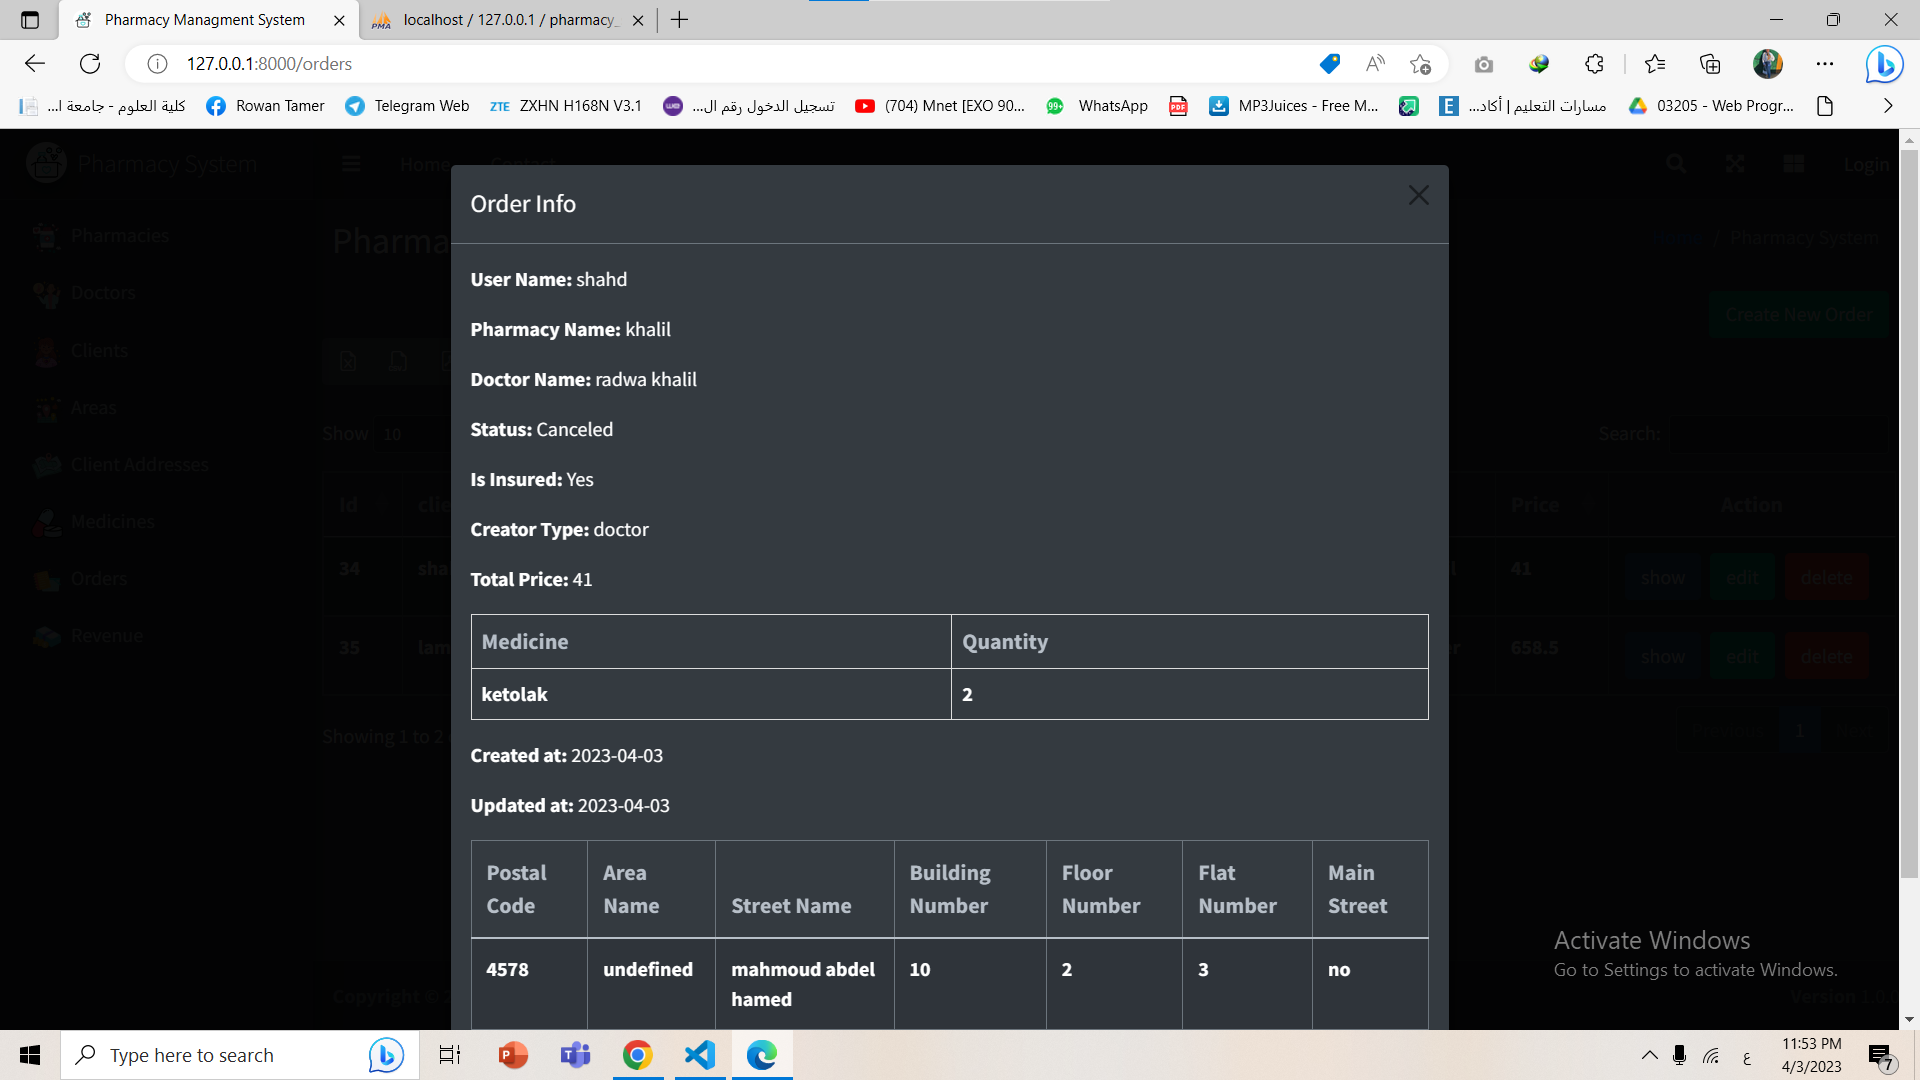 Pharmacy Managment System
localhost / 127.0.0.1 / pharmacy_
127.0.0.1:8000/orders
كلية العلوم - جامعة ا...
Rowan Tamer
Telegram Web
ZTE ZXHN H168N V3.1
تسجيل الدخول رقم ال...
(704) Mnet [EXO 90...
WhatsApp
MP3Juices - Free M...
مسارات التعليم | أكاد...
03205 - Web Progr...
Pharmacy System
Home
Contact
Login
Order Info
Pharmacies
Doctors
Clients
Areas
Client Addresses
Medicines
Orders
Revenue
Pharma
/ Pharmacy System
Create New Order
Show 10
Search:
Id
clie
Price
Action
34
sha
41
show
edit
delete
35
lam
658.5
show
edit
delete
Showing 1 to 2
1
User Name: shahd
Pharmacy Name: khalil
Doctor Name: radwa khalil
Status: Canceled
Is Insured: Yes
Creator Type: doctor
Total Price: 41
Medicine Quantity
ketolak 2
Created at: 2023-04-03
Updated at: 2023-04-03
Postal Code
Area Name
Street Name
Building Number
Floor Number
Flat Number
Main Street
4578
undefined
mahmoud abdel hamed
10
2
3
no
Activate Windows
Go to Settings to activate Windows.
Copyright ©
Version 1.0.
Type here to search
ع
11:53 PM
4/3/2023
7